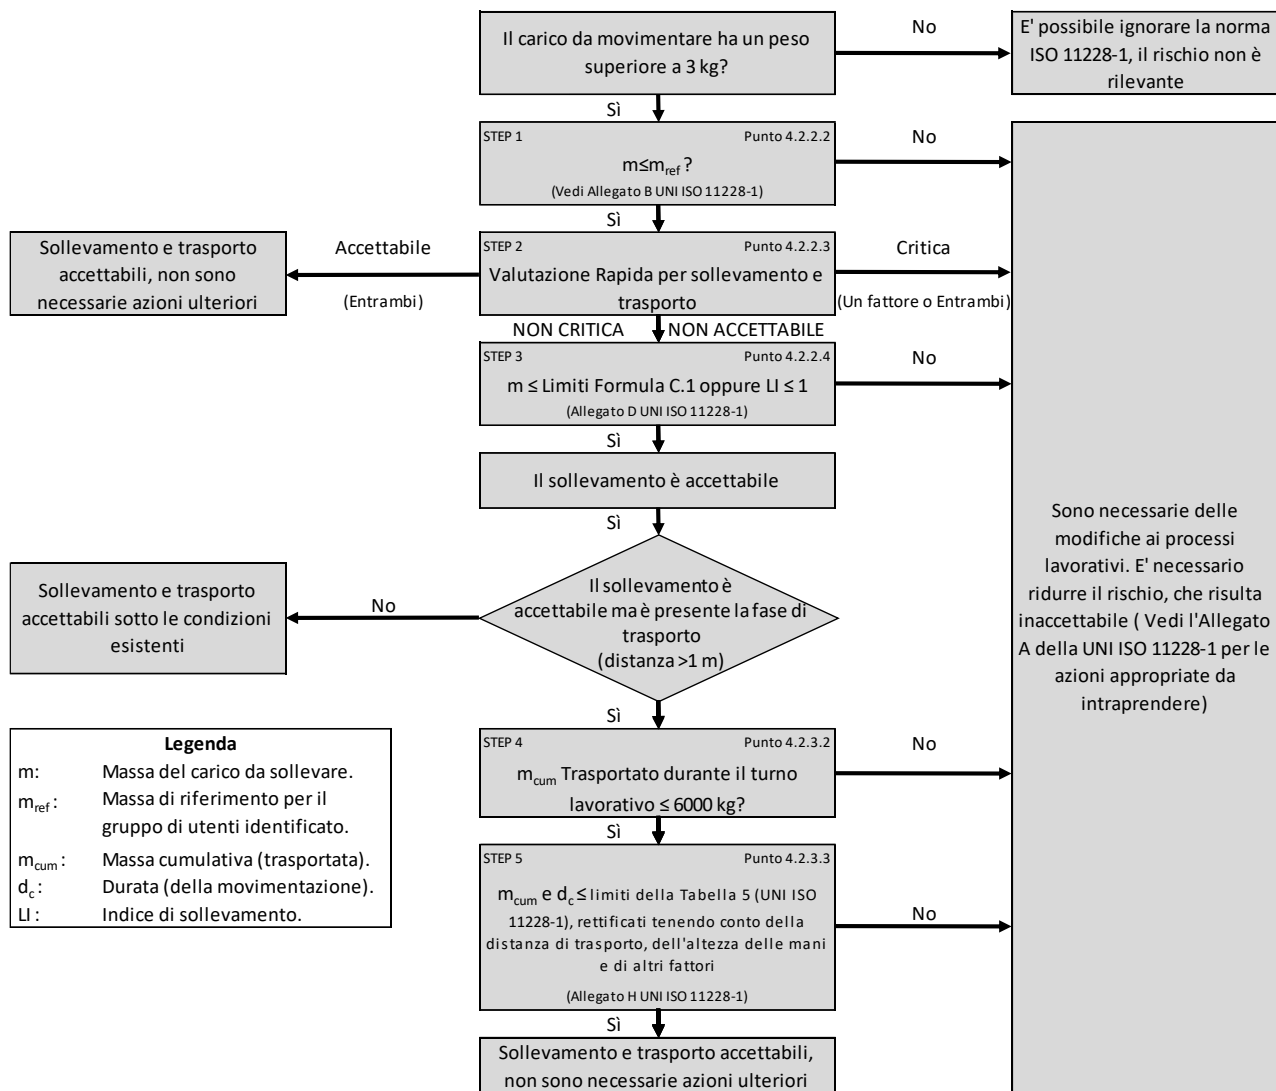 Il carico da movimentare ha un peso
superiore a 3 kg?
No
E' possibile ignorare la norma
ISO 11228-1, il rischio non è
rilevante
Sì
STEP 1 Punto 4.2.2.2
m≤mref ?
(Vedi Allegato B UNI ISO 11228-1)
No
Sì
STEP 2 Punto 4.2.2.3
Valutazione Rapida per sollevamento e
trasporto
Accettabile
(Entrambi)
Sollevamento e trasporto
accettabili, non sono
necessarie azioni ulteriori
Critica
(Un fattore o Entrambi)
NON CRITICA NON ACCETTABILE
STEP 3 Punto 4.2.2.4
m ≤ Limiti Formula C.1 oppure LI ≤ 1
(Allegato D UNI ISO 11228-1)
No
Sì
Il sollevamento è accettabile
Sì
Il sollevamento è
accettabile ma è presente la fase di
trasporto
(distanza >1 m)
No
Sollevamento e trasporto
accettabili sotto le condizioni
esistenti
Sono necessarie delle
modifiche ai processi
lavorativi. E' necessario
ridurre il rischio, che risulta
inaccettabile ( Vedi l'Allegato
A della UNI ISO 11228-1 per le
azioni appropriate da
intraprendere)
Sì
STEP 4 Punto 4.2.3.2
mcum Trasportato durante il turno
lavorativo ≤ 6000 kg?
No
Sì
STEP 5 Punto 4.2.3.3
mcum e dc ≤ limiti della Tabella 5 (UNI ISO
11228-1), rettificati tenendo conto della
distanza di trasporto, dell'altezza delle mani
e di altri fattori
(Allegato H UNI ISO 11228-1)
No
Sì
Sollevamento e trasporto accettabili,
non sono necessarie azioni ulteriori
Legenda
m: Massa del carico da sollevare.
mref : Massa di riferimento per il
gruppo di utenti identificato.
mcum : Massa cumulativa (trasportata).
dc : Durata (della movimentazione).
LI : Indice di sollevamento.